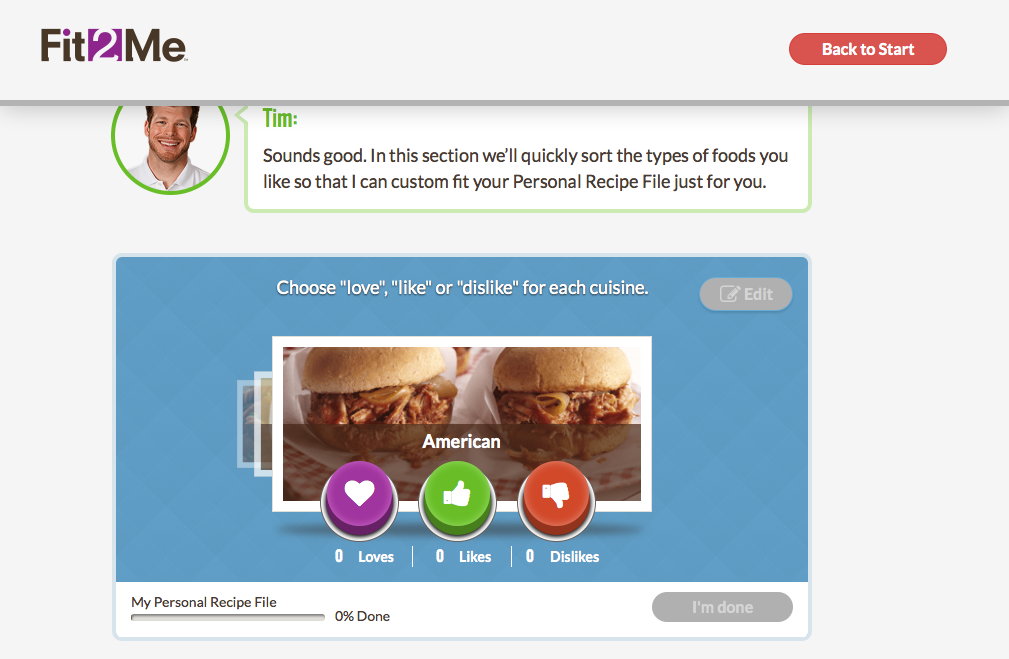 Fit2Me
Back to Start
Tim:
Sounds good. In this section we'll quickly sort the types of foods you
like so that I can custom fit your Personal Recipe File just for you.
Choose "love", "like" or "dislike" for each cuisine.
Edit
American
0 Loves
0 Likes
0 Dislikes
My Personal Recipe File
0% Done
I'm done